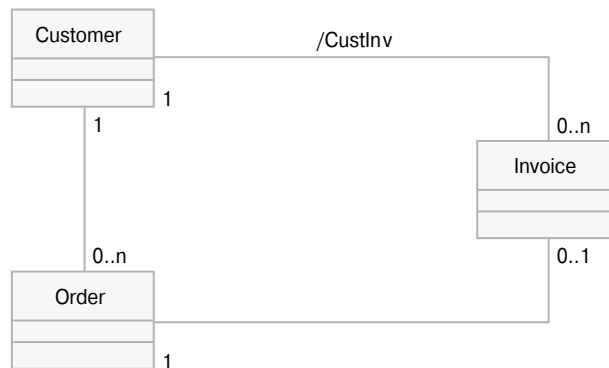 Customer
/CustInv
1
1
0..n
Invoice
0..n
0..1
Order
1